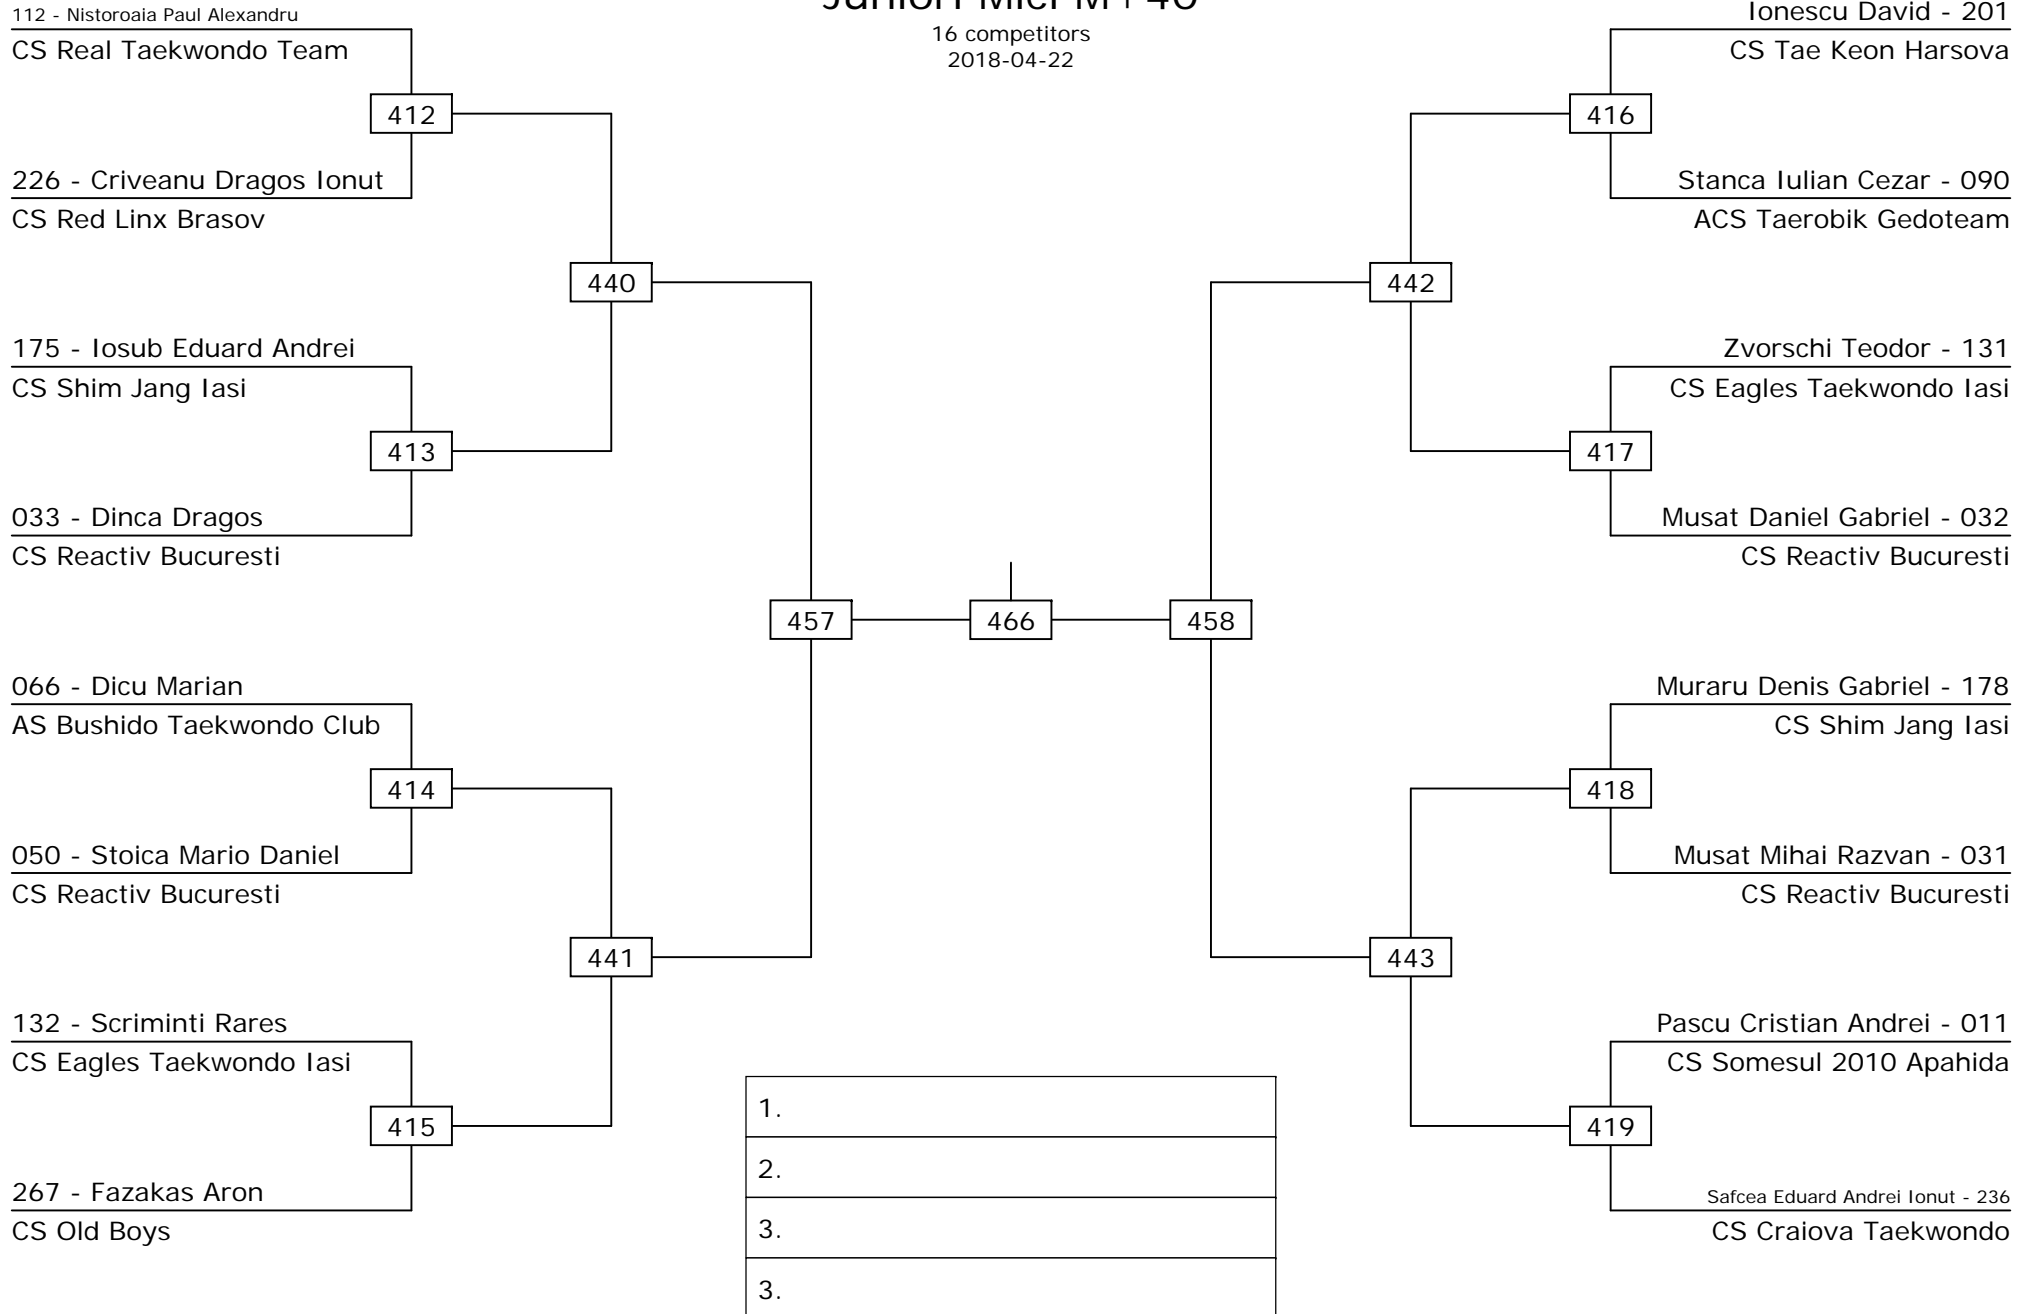 Juniori Mici M+48
16 competitors
2018-04-22
112 - Nistoroaia Paul Alexandru
CS Real Taekwondo Team
412
226 - Criveanu Dragos Ionut
CS Red Linx Brasov
440
175 - Iosub Eduard Andrei
CS Shim Jang Iasi
413
033 - Dinca Dragos
CS Reactiv Bucuresti
457
066 - Dicu Marian
AS Bushido Taekwondo Club
414
050 - Stoica Mario Daniel
CS Reactiv Bucuresti
441
132 - Scriminti Rares
CS Eagles Taekwondo Iasi
415
267 - Fazakas Aron
CS Old Boys
466
Ionescu David - 201
CS Tae Keon Harsova
416
Stanca Iulian Cezar - 090
ACS Taerobik Gedoteam
442
Zvorschi Teodor - 131
CS Eagles Taekwondo Iasi
417
Musat Daniel Gabriel - 032
CS Reactiv Bucuresti
458
Muraru Denis Gabriel - 178
CS Shim Jang Iasi
418
Musat Mihai Razvan - 031
CS Reactiv Bucuresti
443
Pascu Cristian Andrei - 011
CS Somesul 2010 Apahida
419
Safcea Eduard Andrei Ionut - 236
CS Craiova Taekwondo
1.
2.
3.
3.